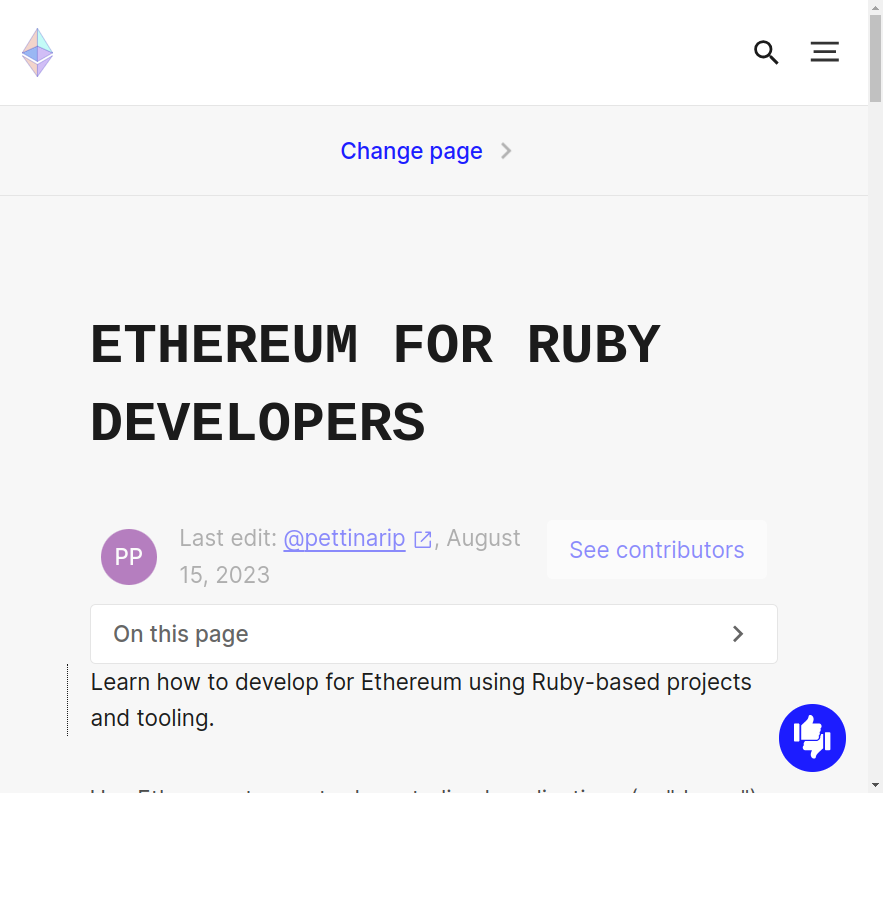 Change page
ETHEREUM FOR RUBY
DEVELOPERS
PP
Last edit: @pettinarip , August
15, 2023
See contributors
On this page
Learn how to develop for Ethereum using Ruby-based projects
and tooling.